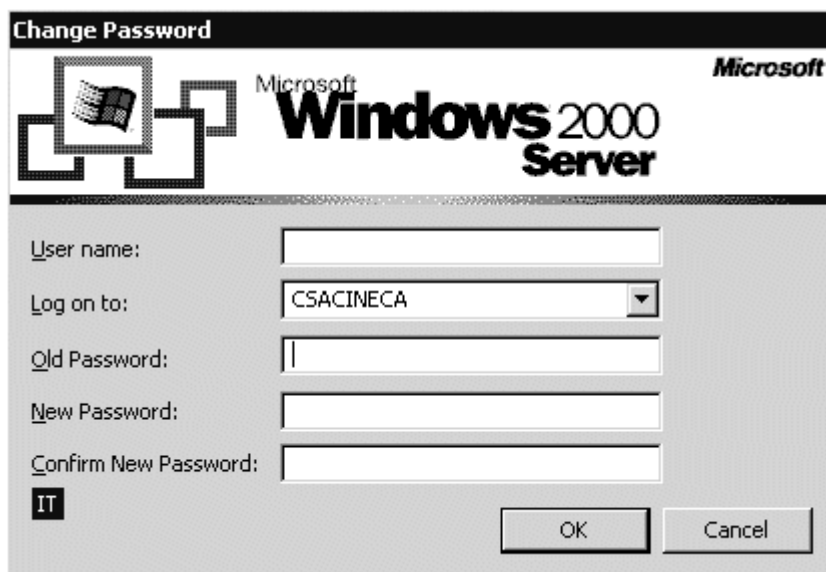 Change Password
Microsoft
Microsoft
Windows 2000
Server
User name:
Log on to: CSACINECA
Old Password:
New Password:
Confirm New Password:
IT
OK Cancel